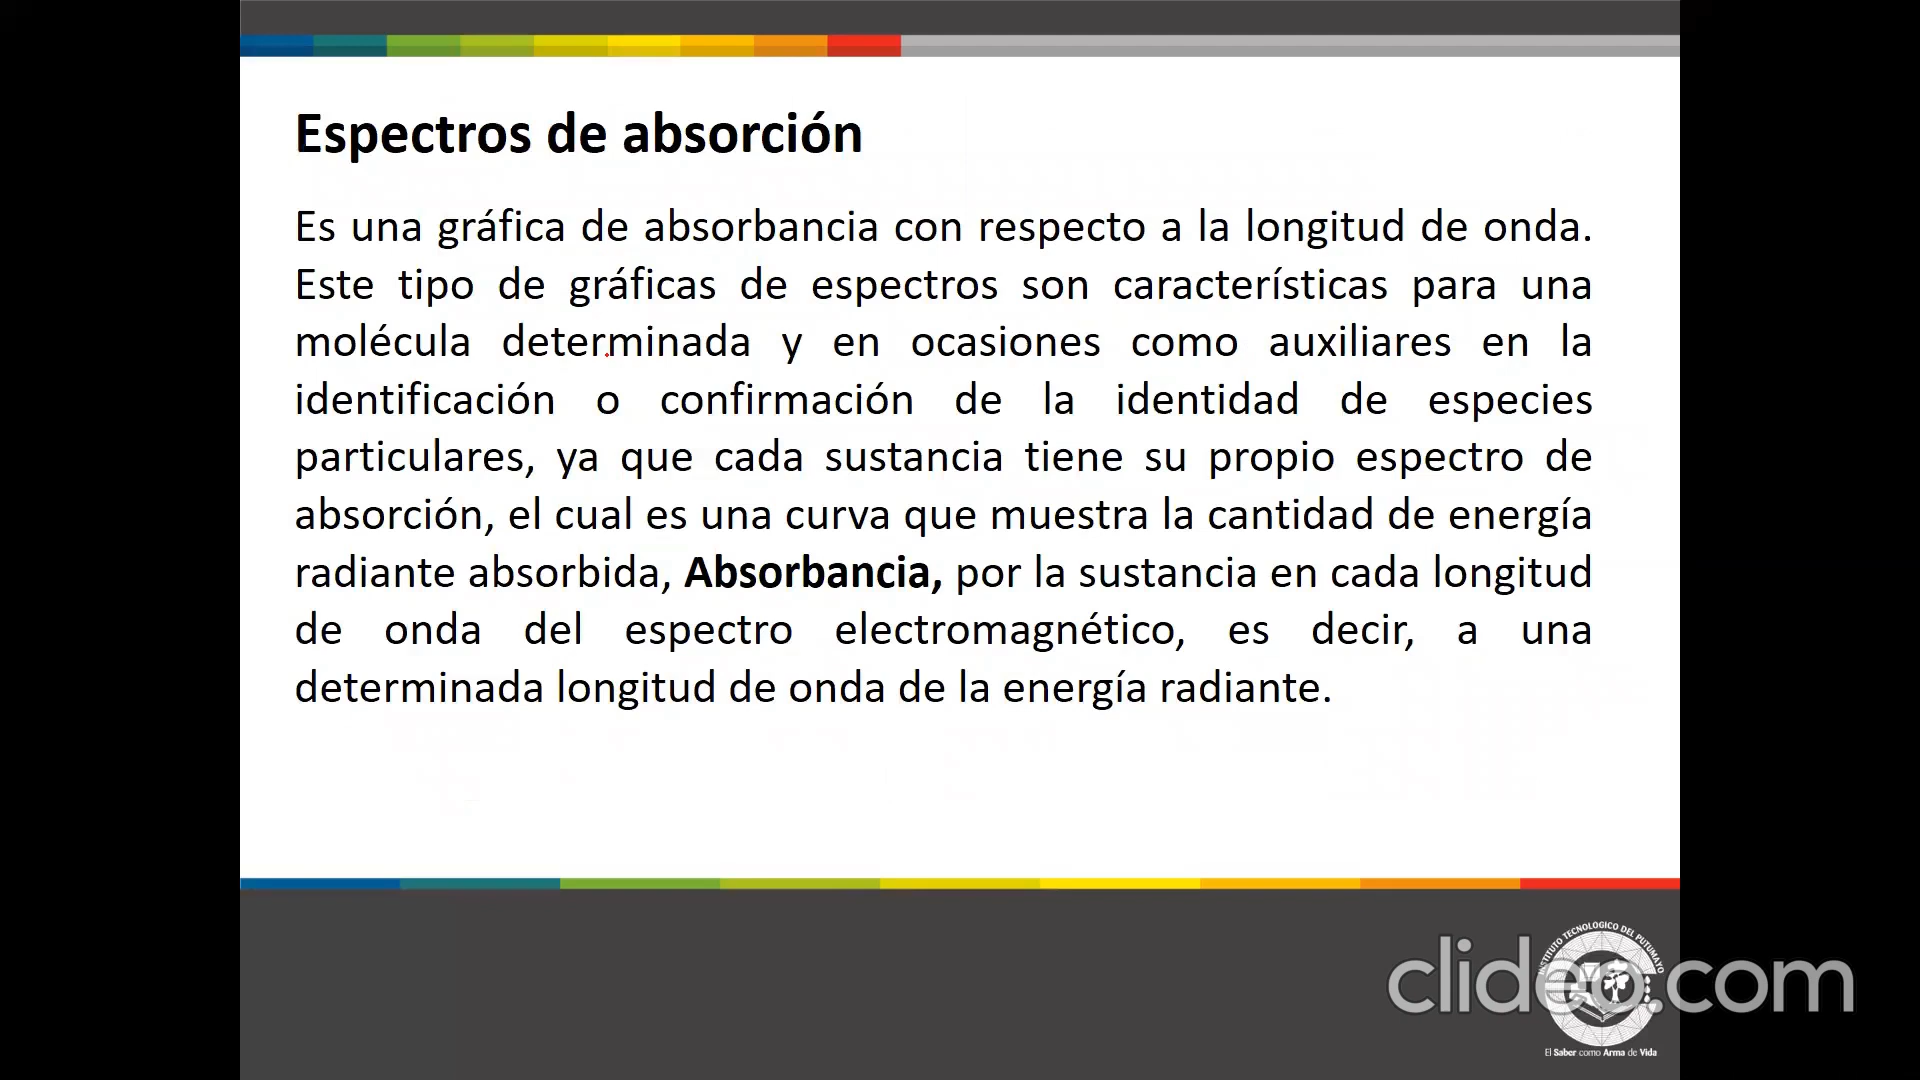 Espectros de absorción
Es una gráfica de absorbancia con respecto a la longitud de onda.
Este tipo de gráficas de espectros son características para una
molécula determinada y en ocasiones como auxiliares en la
identificación o confirmación de la identidad de especies
particulares, ya que cada sustancia tiene su propio espectro de
absorción, el cual es una curva que muestra la cantidad de energía
radiante absorbida, Absorbancia, por la sustancia en cada longitud
de onda del espectro electromagnético, es decir, a una
determinada longitud de onda de la energía radiante.
INSTITUTO TECNOLOGICO DEL PUTUMAYO
clideo.com
El Saber como Arma de Vida